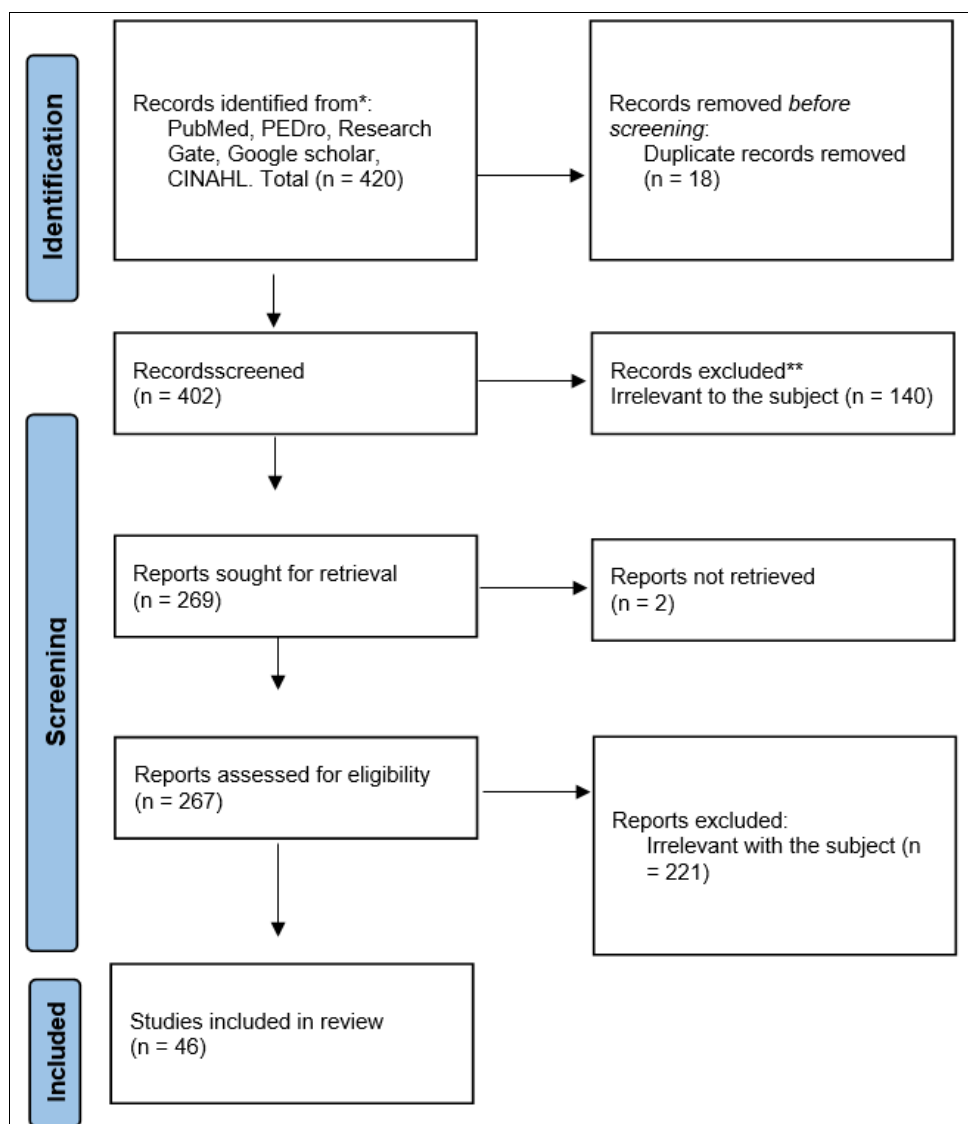 Identification
Records identified from*:
PubMed, PEDro, Research
Gate, Google scholar,
CINAHL. Total (n = 420)
Records removed before
screening:
Duplicate records removed
(n = 18)
Screening
Recordsscreened
(n = 402)
Records excluded**
Irrelevant to the subject (n = 140)
Reports sought for retrieval
(n = 269)
Reports not retrieved
(n = 2)
Reports assessed for eligibility
(n = 267)
Reports excluded:
Irrelevant with the subject (n
= 221)
Included
Studies included in review
(n = 46)